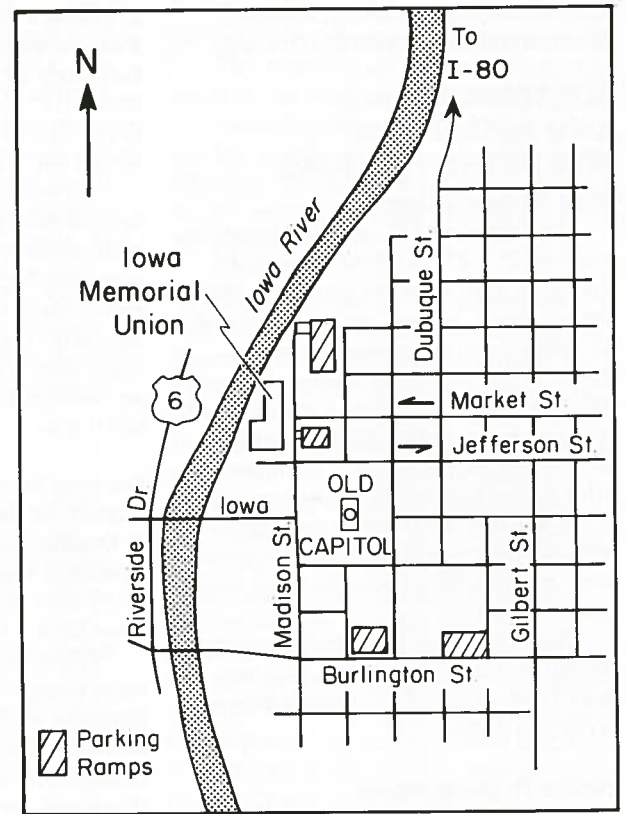 N
To
I-80
Iowa River
Iowa
Memorial
Union
Dubuque St.
6
Market St.
Jefferson St.
OLD
CAPITOL
Iowa
Riverside Dr.
Madison St.
Gilbert St.
Burlington St.
Parking
Ramps